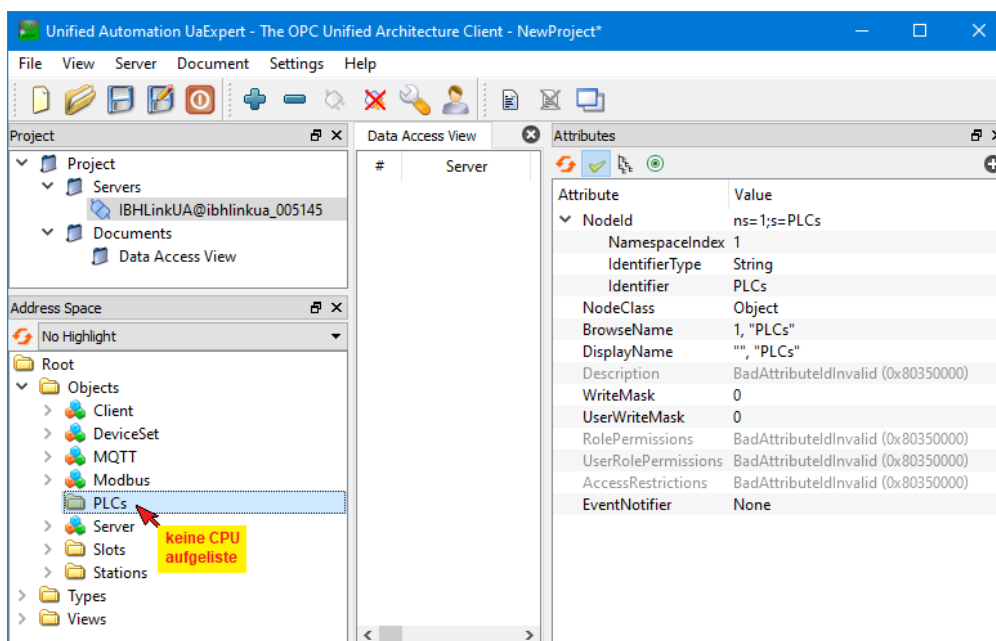 Unified Automation UaExpert - The OPC Unified Architecture Client - NewProject*
File View Server Document Settings Help
Project
Project
Servers
IBHLinkUA@ibhlinkua_005145
Documents
Data Access View
Address Space
No Highlight
Root
Objects
Client
DeviceSet
MQTT
Modbus
PLCs
Server
Slots
Stations
Types
Views
keine CPU
aufgeliste
Data Access View
# Server
Attributes
Attribute Value
NodeId ns=1;s=PLCs
NamespaceIndex 1
IdentifierType String
Identifier PLCs
NodeClass Object
BrowseName 1, "PLCs"
DisplayName "", "PLCs"
Description BadAttributeIdInvalid (0x80350000)
WriteMask 0
UserWriteMask 0
RolePermissions BadAttributeIdInvalid (0x80350000)
UserRolePermissions BadAttributeIdInvalid (0x80350000)
AccessRestrictions BadAttributeIdInvalid (0x80350000)
EventNotifier None